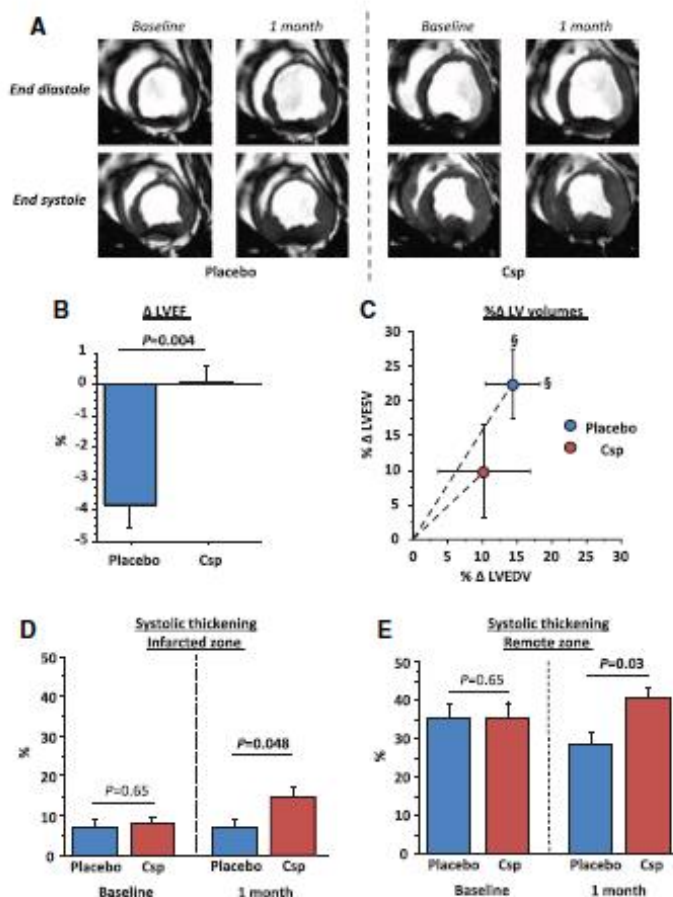 A
Baseline 1 month Baseline 1 month
End diastole
End systole
Placebo Csp
B
Δ LVEF
P=0.004
1
0
-1
-2
-3
-4
-5
%
Placebo Csp
C
%Δ LV volumes
30
25
20
15
10
5
0
% Δ LVESV
§
§
Placebo
Csp
0 5 10 15 20 25 30
% Δ LVEDV
D
Systolic thickening
Infarcted zone
50
40
30
20
10
0
%
P=0.65
P=0.048
Placebo Csp Placebo Csp
Baseline 1 month
E
Systolic thickening
Remote zone
50
40
30
20
10
0
%
P=0.65
P=0.03
Placebo Csp Placebo Csp
Baseline 1 month